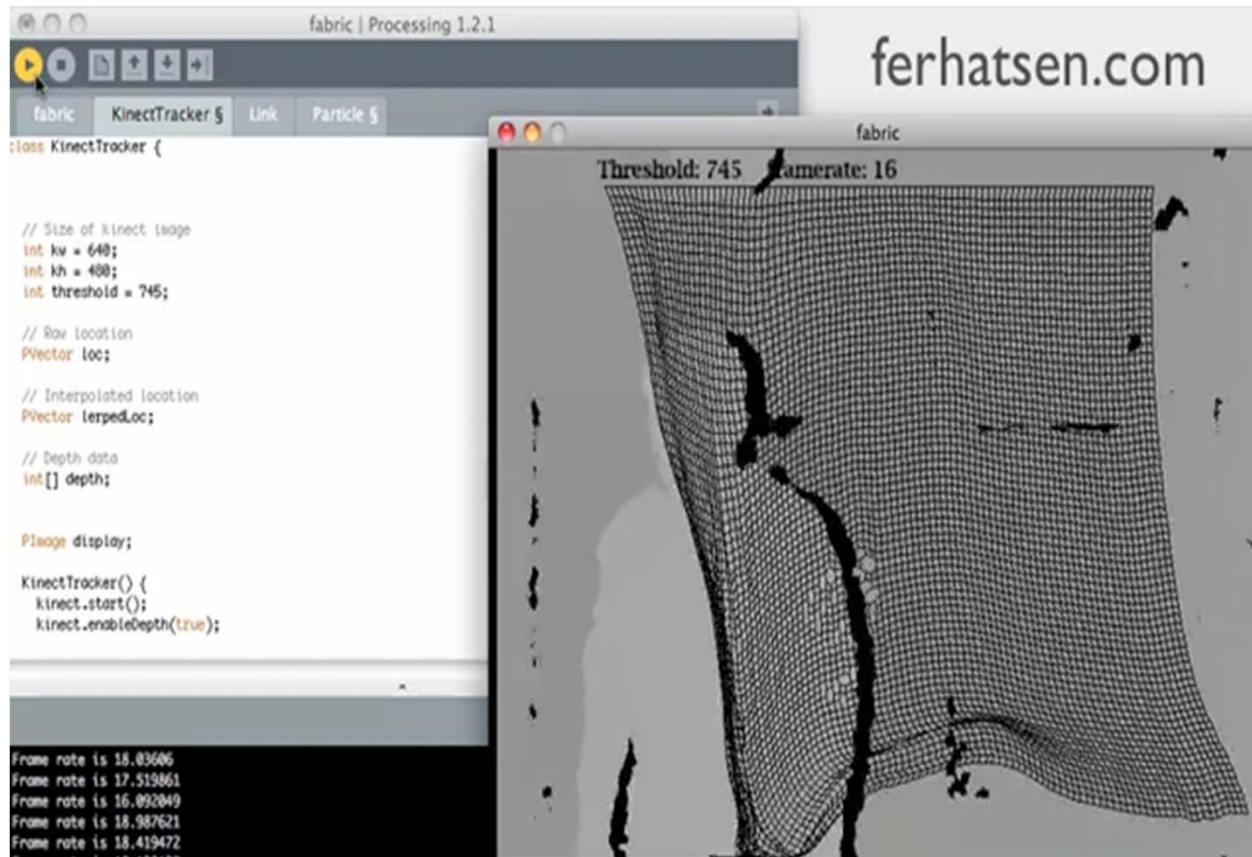 fabric | Processing 1.2.1
ferhatsen.com
fabric KinectTracker § Link Particle §
class KinectTracker {
// Size of kinect image
int kw = 640;
int kh = 480;
int threshold = 745;
// Raw location
PVector loc;
// Interpolated location
PVector lerpedLoc;
// Depth data
int[] depth;
PImage display;
KinectTracker() {
kinect.start();
kinect.enableDepth(true);
Frame rate is 18.03606
Frame rate is 17.519861
Frame rate is 16.092049
Frame rate is 18.987621
Frame rate is 18.419472
fabric
Threshold: 745 framerate: 16